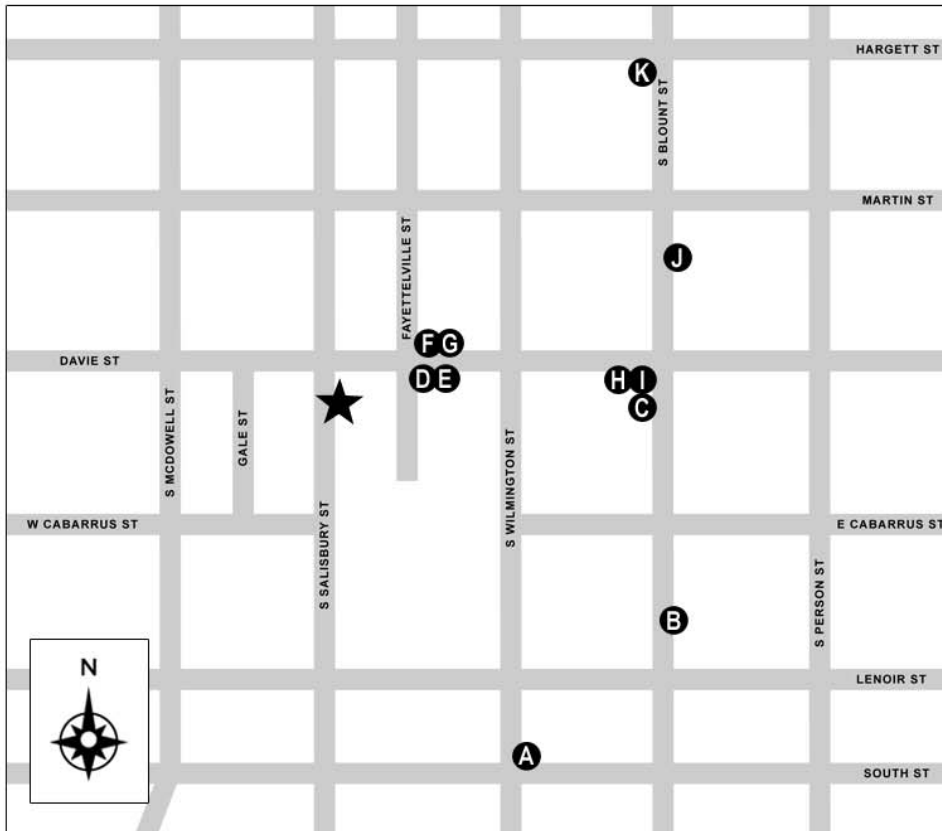 HARGETT ST
K
S BLOUNT ST
MARTIN ST
J
FAYETTELVILLE ST
F G
DAVIE ST
D E
H I
C
S MCDOWELL ST
GALE ST
S SALISBURY ST
S WILMINGTON ST
W CABARRUS ST
E CABARRUS ST
S PERSON ST
B
N
LENOIR ST
A
SOUTH ST